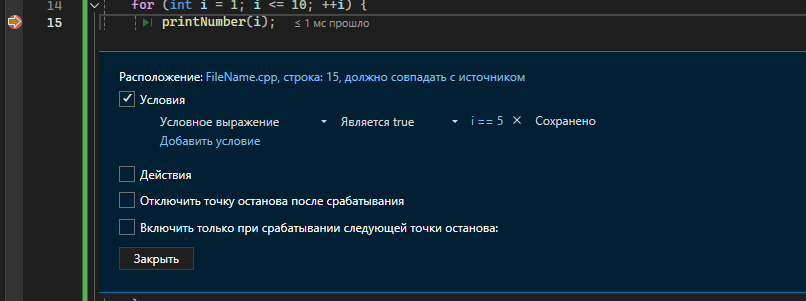 14 for (int i = 1; i <= 10; ++i) {
15 printNumber(i); ≤ 1 мс прошло
Расположение: FileName.cpp, строка: 15, должно совпадать с источником
Условия
Условное выражение Является true i == 5 × Сохранено
Добавить условие
Действия
Отключить точку останова после срабатывания
Включить только при срабатывании следующей точки останова:
Закрыть